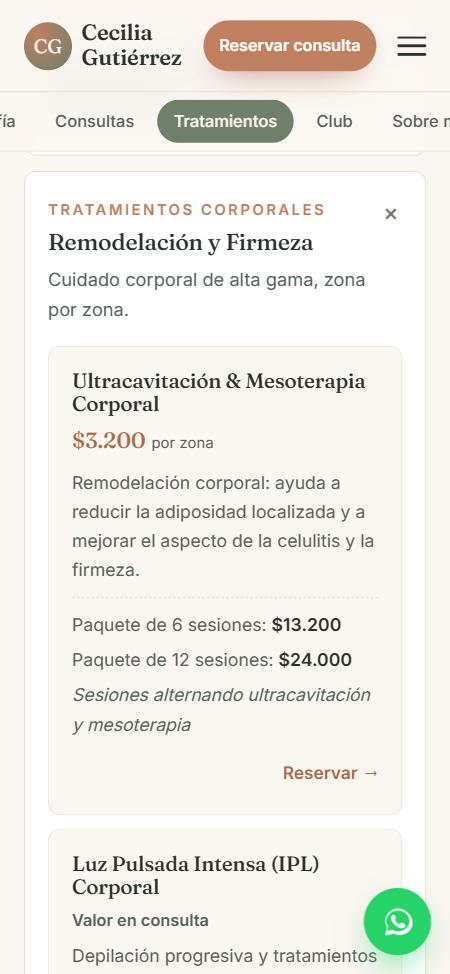 CG
Cecilia
Gutiérrez
Reservar consulta
Consultas
Tratamientos
Club
Sobre
TRATAMIENTOS CORPORALES
×
Remodelación y Firmeza
Cuidado corporal de alta gama, zona
por zona.
Ultracavitación & Mesoterapia
Corporal
$3.200 por zona
Remodelación corporal: ayuda a
reducir la adiposidad localizada y a
mejorar el aspecto de la celulitis y la
firmeza.
Paquete de 6 sesiones: $13.200
Paquete de 12 sesiones: $24.000
Sesiones alternando ultracavitación
y mesoterapia
Reservar →
Luz Pulsada Intensa (IPL)
Corporal
Valor en consulta
Depilación progresiva y tratamientos